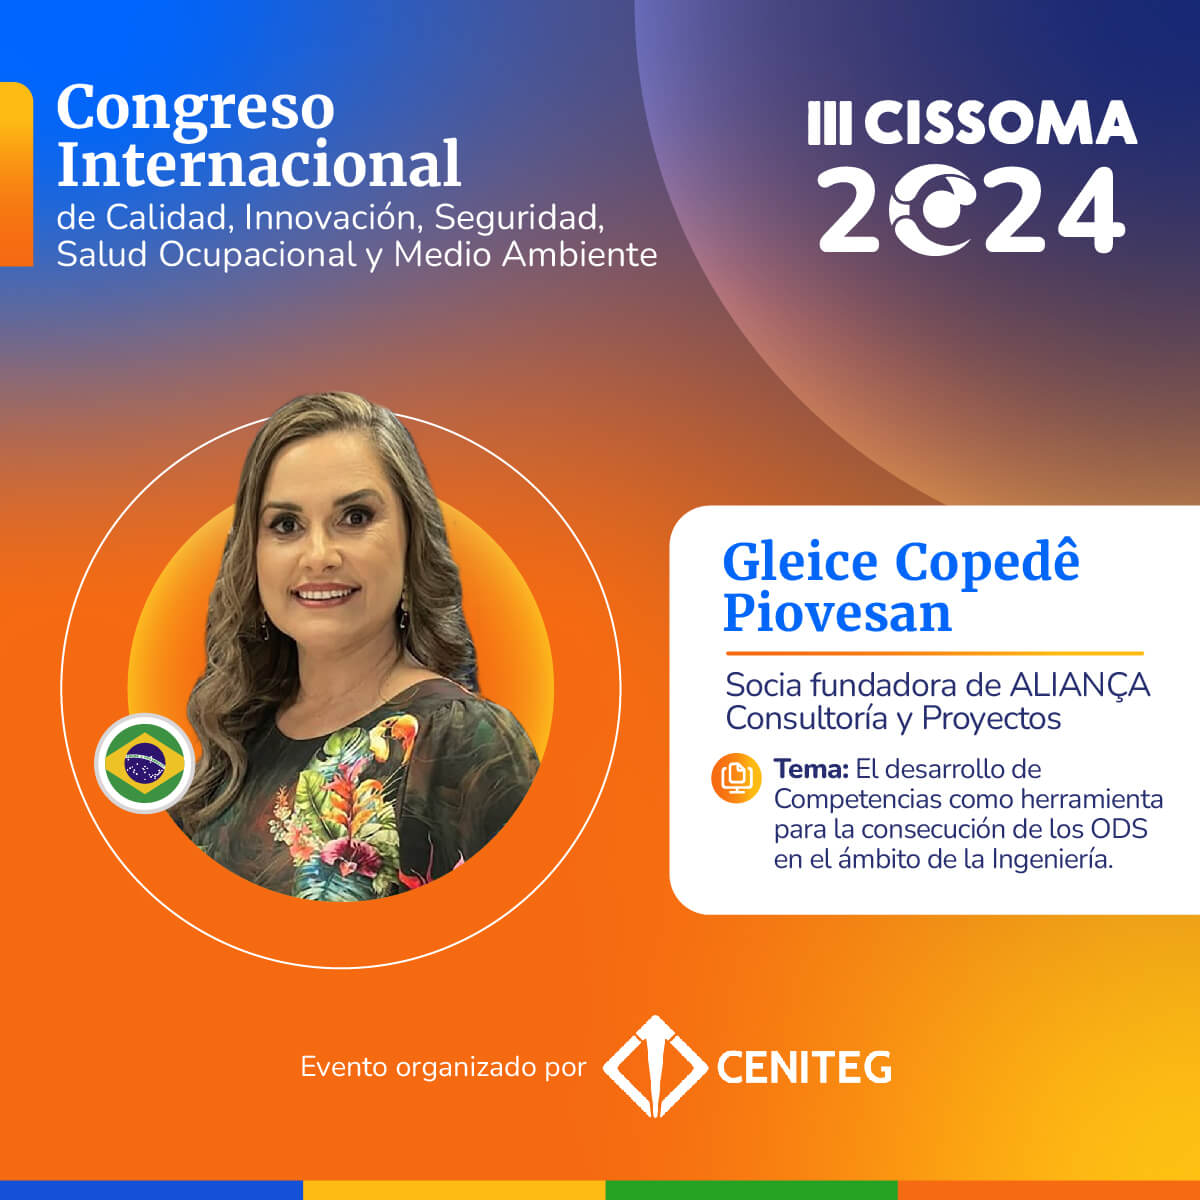 Congreso
Internacional
de Calidad, Innovación, Seguridad,
Salud Ocupacional y Medio Ambiente
III CISSOMA
2024
Gleice Copedê
Piovesan
Socia fundadora de ALIANÇA
Consultoría y Proyectos
Tema: El desarrollo de
Competencias como herramienta
para la consecución de los ODS
en el ámbito de la Ingeniería.
Evento organizado por
CENITEG